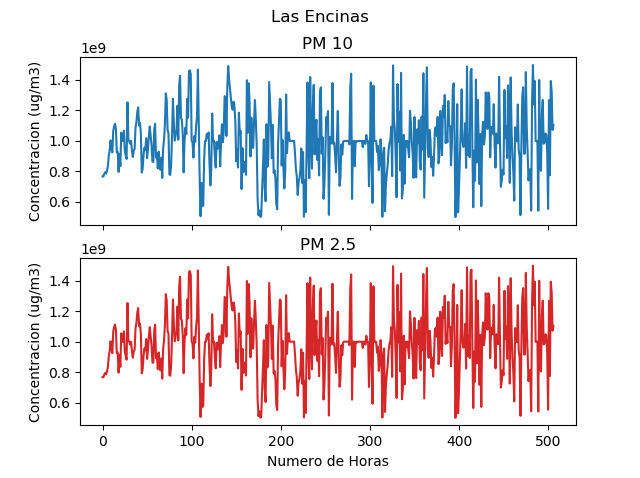 Las Encinas
PM 10
1e9
Concentracion (ug/m3)
1.4
1.2
1.0
0.8
0.6
PM 2.5
1e9
Concentracion (ug/m3)
1.4
1.2
1.0
0.8
0.6
0 100 200 300 400 500
Numero de Horas